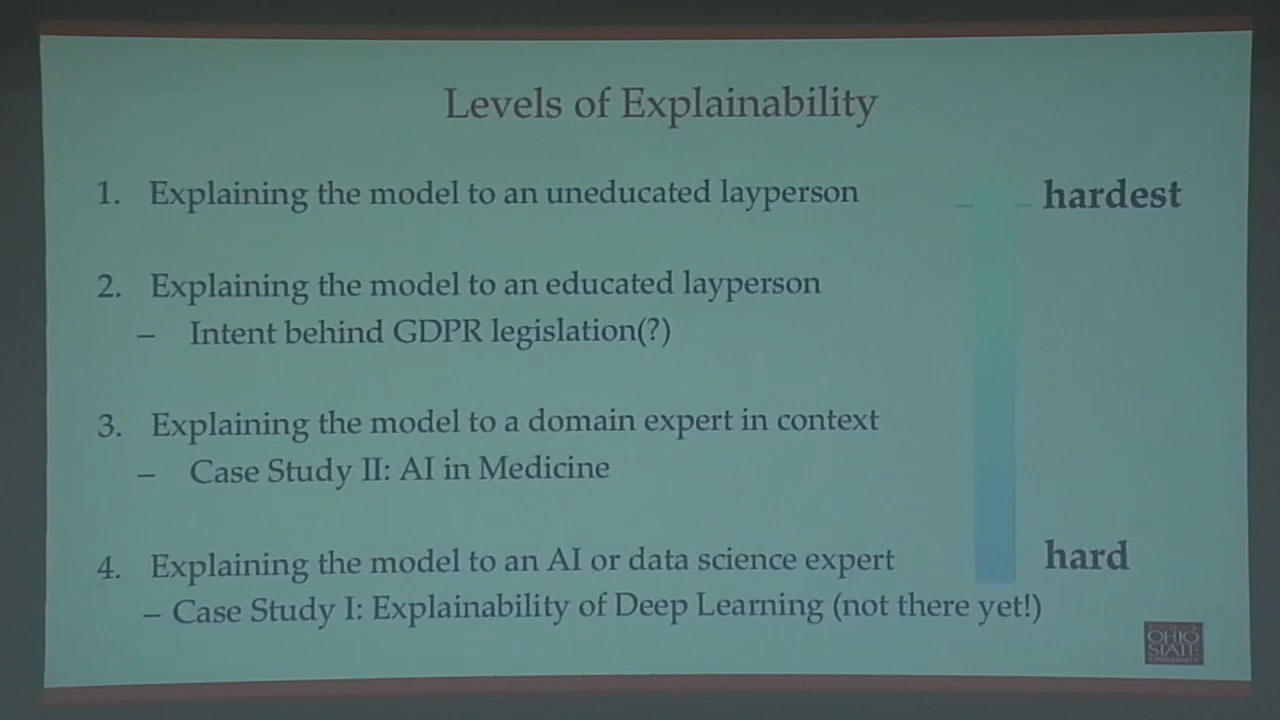 Levels of Explainability
1. Explaining the model to an uneducated layperson
hardest
2. Explaining the model to an educated layperson
– Intent behind GDPR legislation(?)
3. Explaining the model to a domain expert in context
– Case Study II: AI in Medicine
4. Explaining the model to an AI or data science expert
hard
– Case Study I: Explainability of Deep Learning (not there yet!)
THE
OHIO
STATE
UNIVERSITY